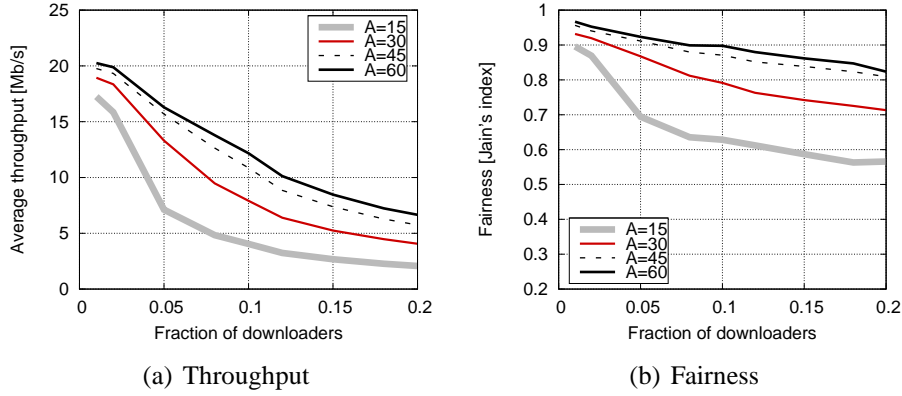 25
20
15
10
5
0
Average throughput [Mb/s]
A=15
A=30
A=45
A=60
0 0.05 0.1 0.15 0.2
Fraction of downloaders
(a) Throughput
1
0.9
0.8
0.7
0.6
0.5
0.4
0.3
0.2
Fairness [Jain's index]
A=15
A=30
A=45
A=60
0 0.05 0.1 0.15 0.2
Fraction of downloaders
(b) Fairness